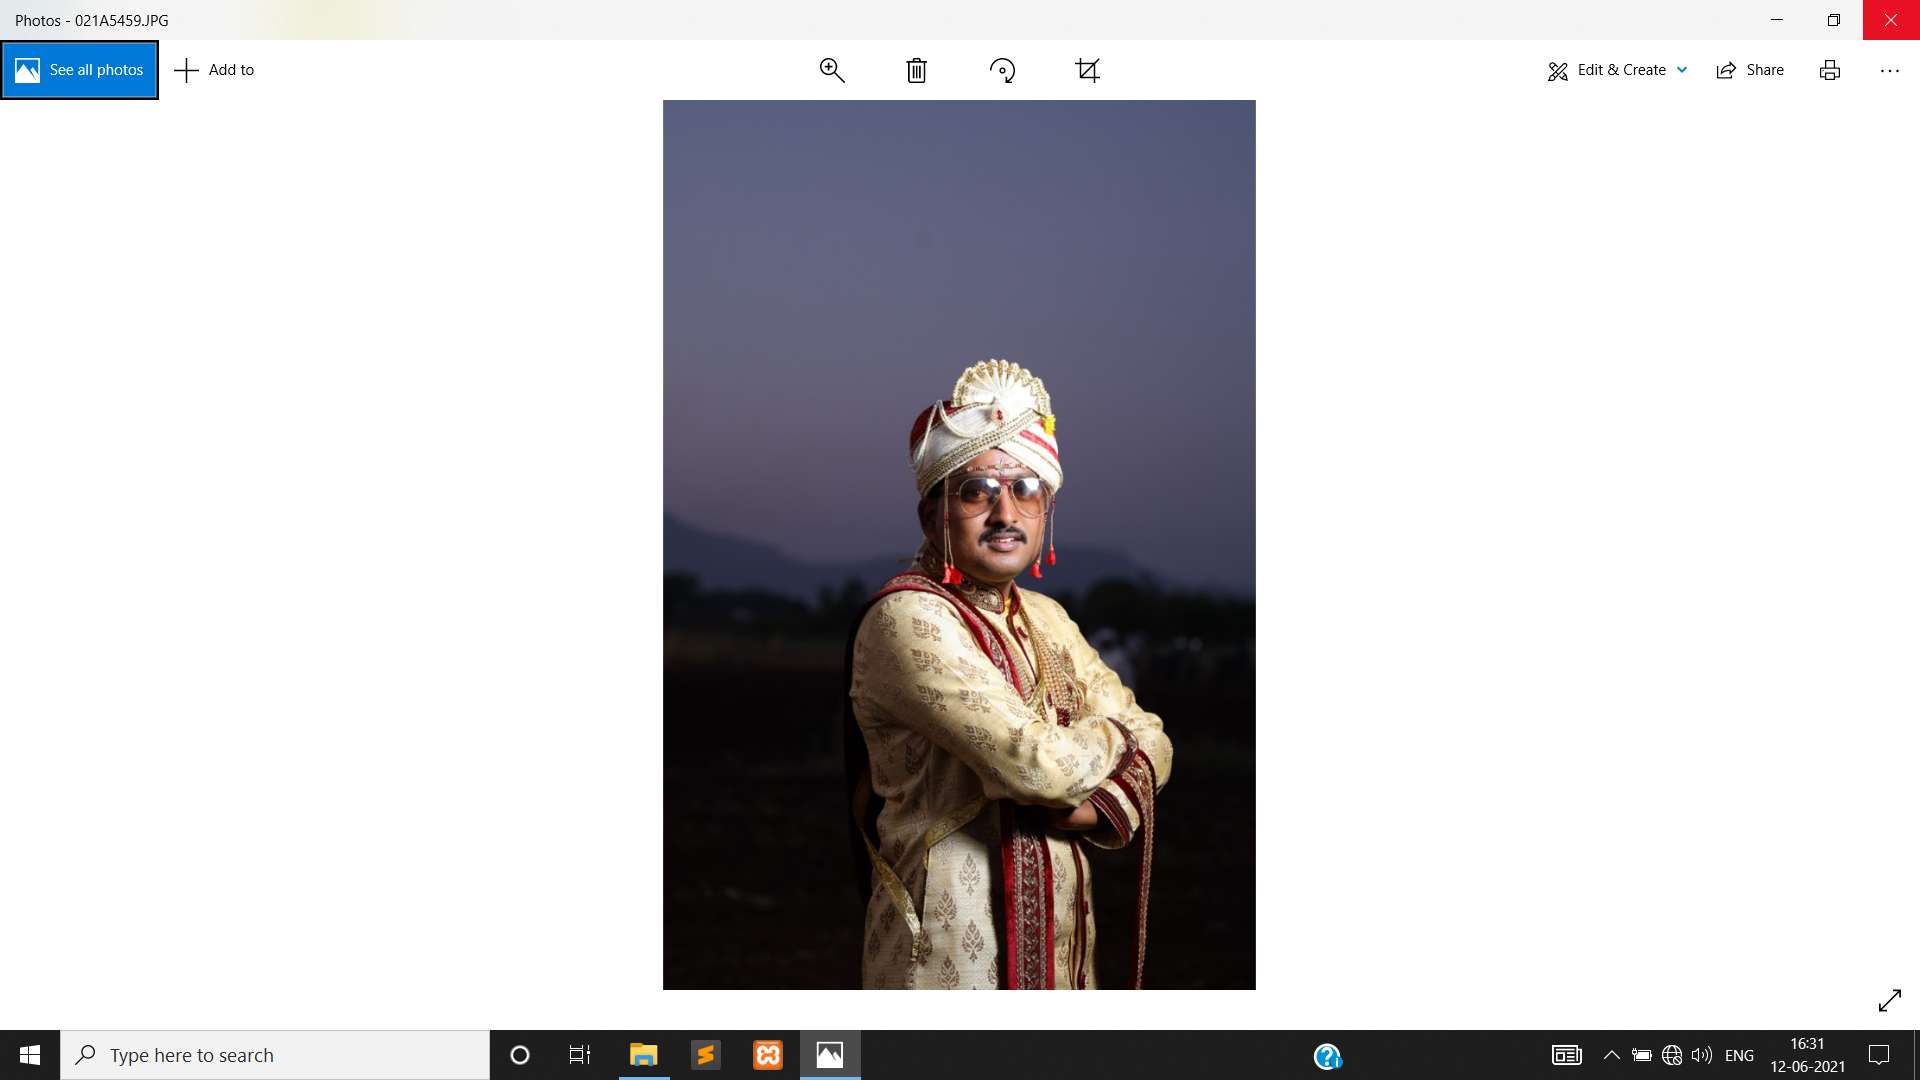 Photos - 021A5459.JPG
See all photos
Add to
Edit & Create
Share
Type here to search
ENG
16:31
12-06-2021